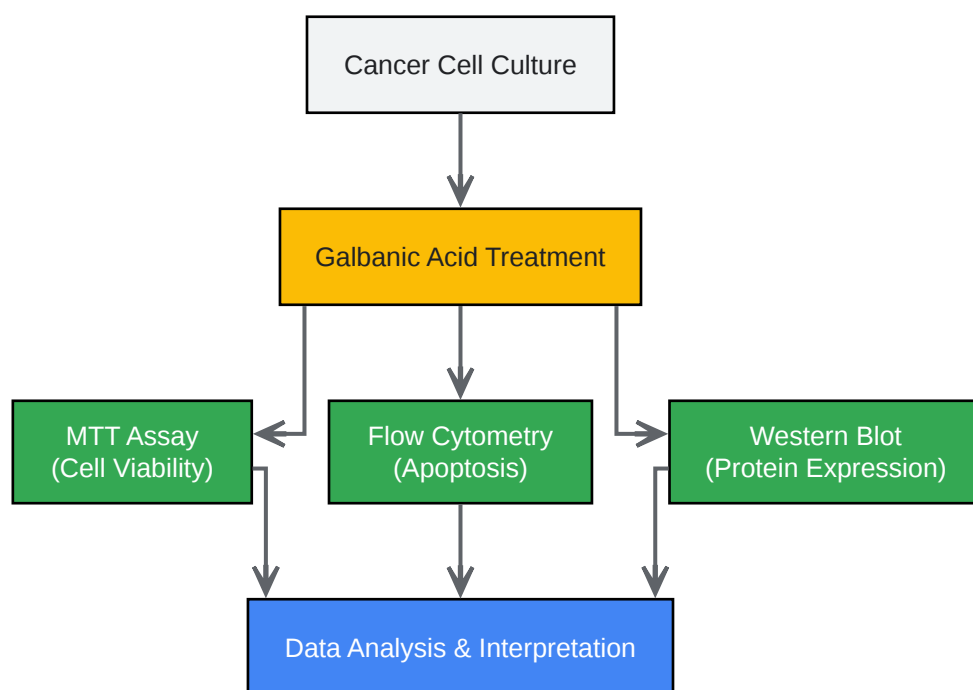 Cancer Cell Culture
Galbanic Acid Treatment
MTT Assay
(Cell Viability)
Flow Cytometry
(Apoptosis)
Western Blot
(Protein Expression)
Data Analysis & Interpretation